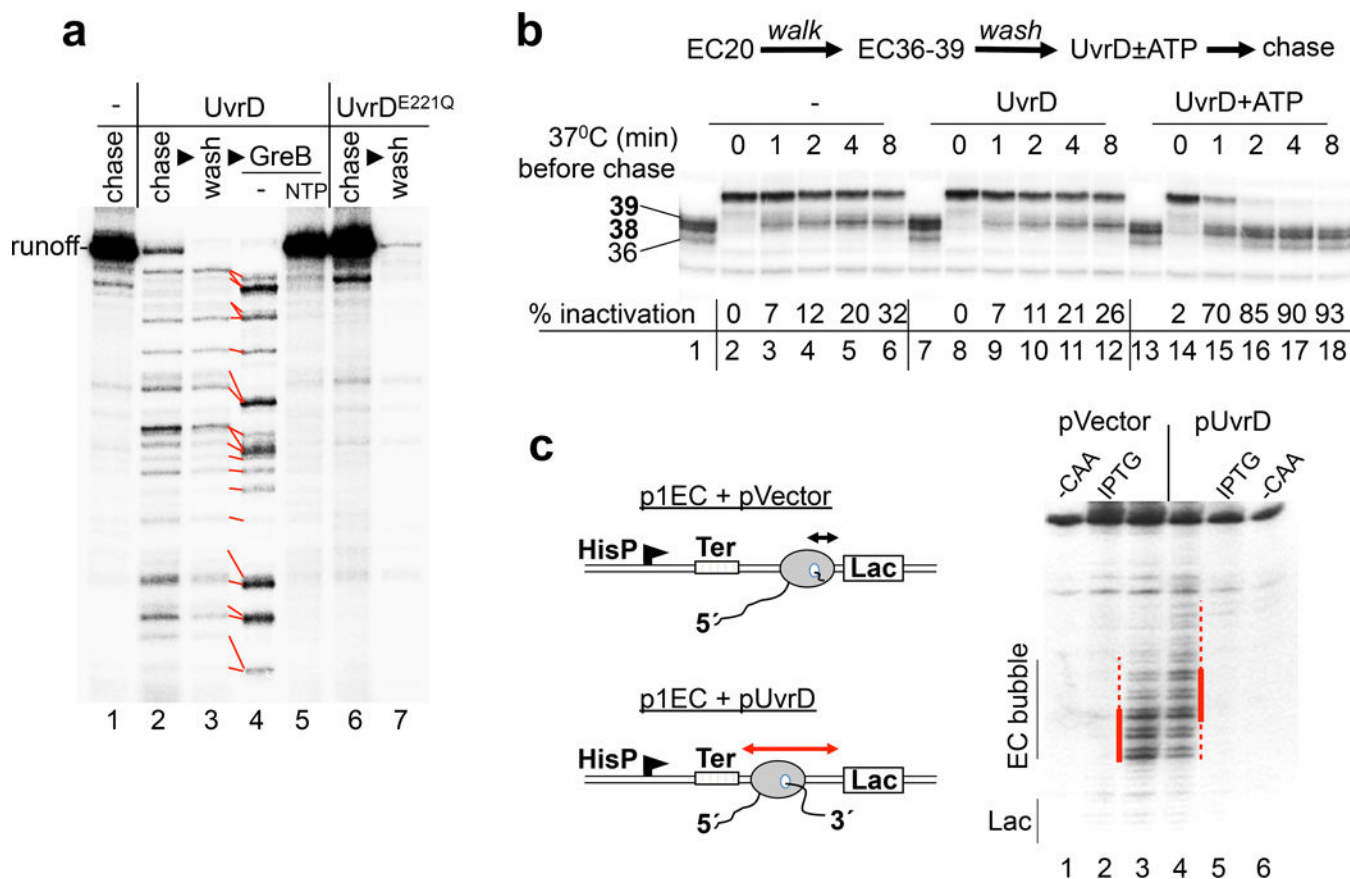 a
- UvrD UvrD^E221Q
chase chase wash GreB chase wash
- NTP
runoff-
1 2 3 4 5 6 7
b
EC20 walk EC36-39 wash UvrD±ATP chase
- UvrD UvrD+ATP
37⁰C (min) before chase
0 1 2 4 8 0 1 2 4 8 0 1 2 4 8
39
38
36
% inactivation 0 7 12 20 32 0 7 11 21 26 2 70 85 90 93
1 2 3 4 5 6 7 8 9 10 11 12 13 14 15 16 17 18
c
p1EC + pVector
HisP Ter Lac
5´
p1EC + pUvrD
HisP Ter Lac
5´ 3´
pVector pUvrD
-CAA IPTG IPTG -CAA
EC bubble
Lac
1 2 3 4 5 6